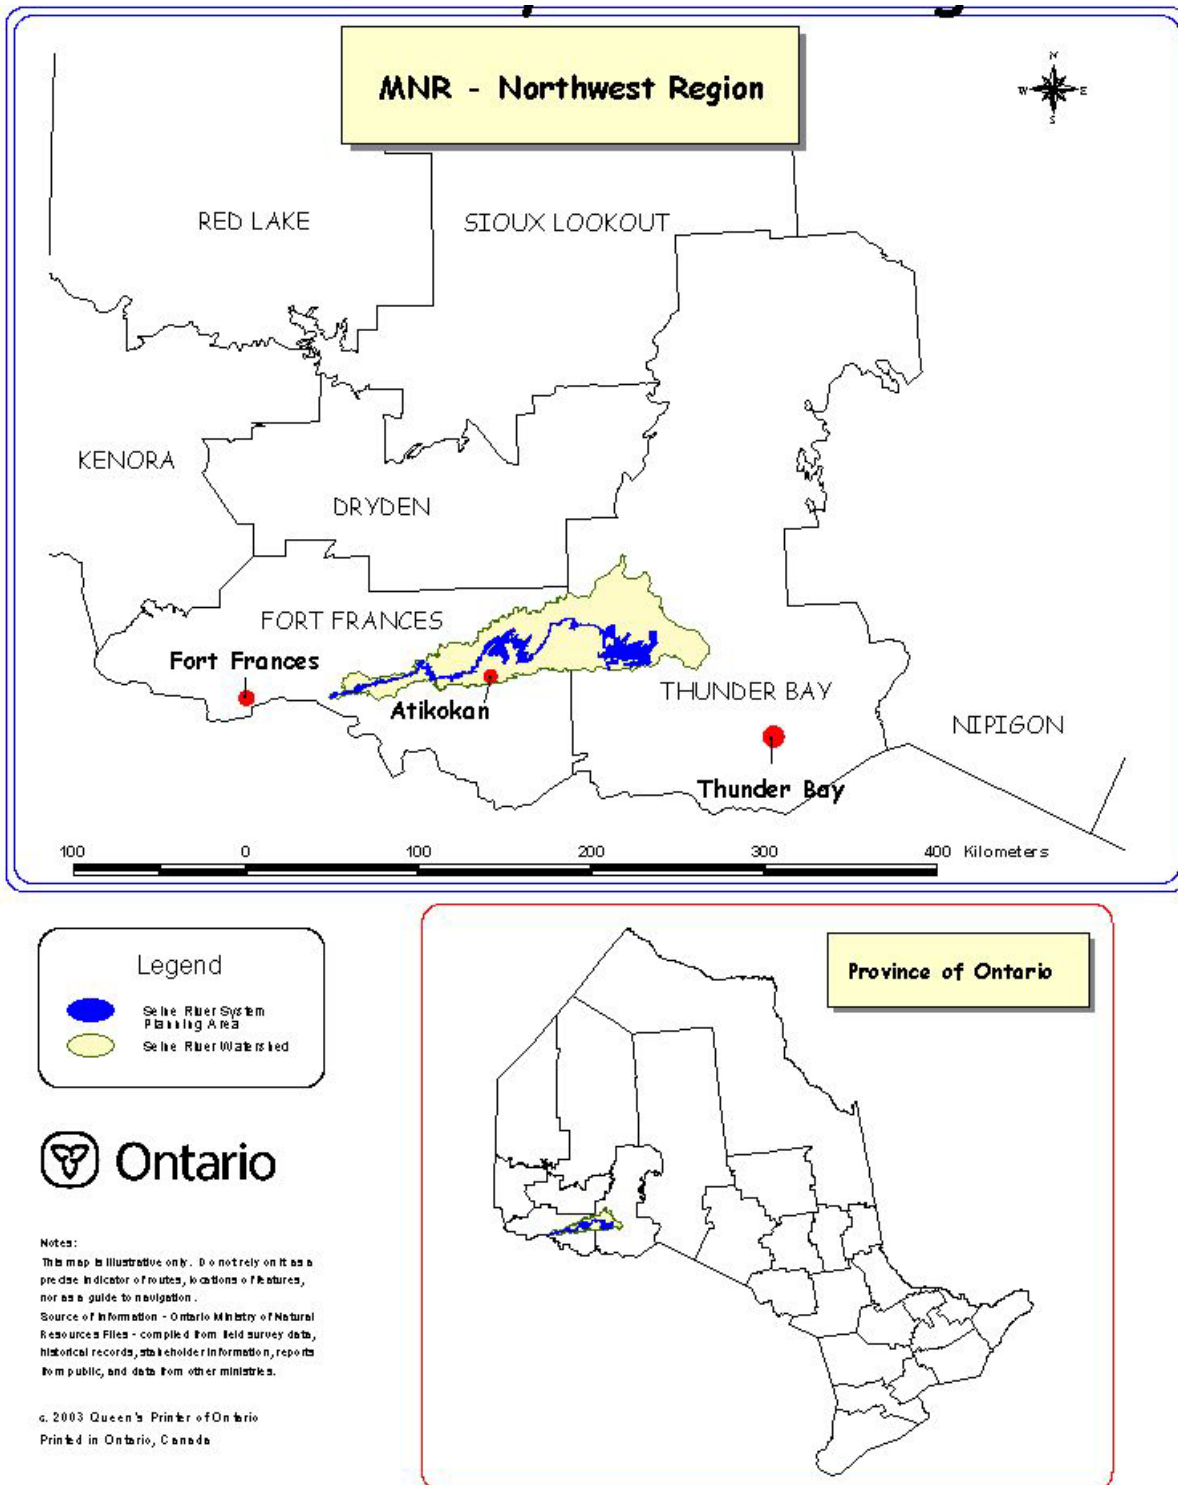 MNR - Northwest Region
N
W E
S
RED LAKE
SIOUX LOOKOUT
KENORA
DRYDEN
FORT FRANCES
Fort Frances
Atikokan
THUNDER BAY
NIPIGON
Thunder Bay
100 0 100 200 300 400 Kilometers
Legend
Seine River System
Planning Area
Seine River Watershed
Province of Ontario
Ontario
Notes:
This map is illustrative only. Do not rely on it as a
precise indicator of routes, locations of features,
nor as a guide to navigation.
Source of Information - Ontario Ministry of Natural
Resources Files - compiled from field survey data,
historical records, stakeholder information, reports
from public, and data from other ministries.
c. 2003 Queen's Printer of Ontario
Printed in Ontario, Canada